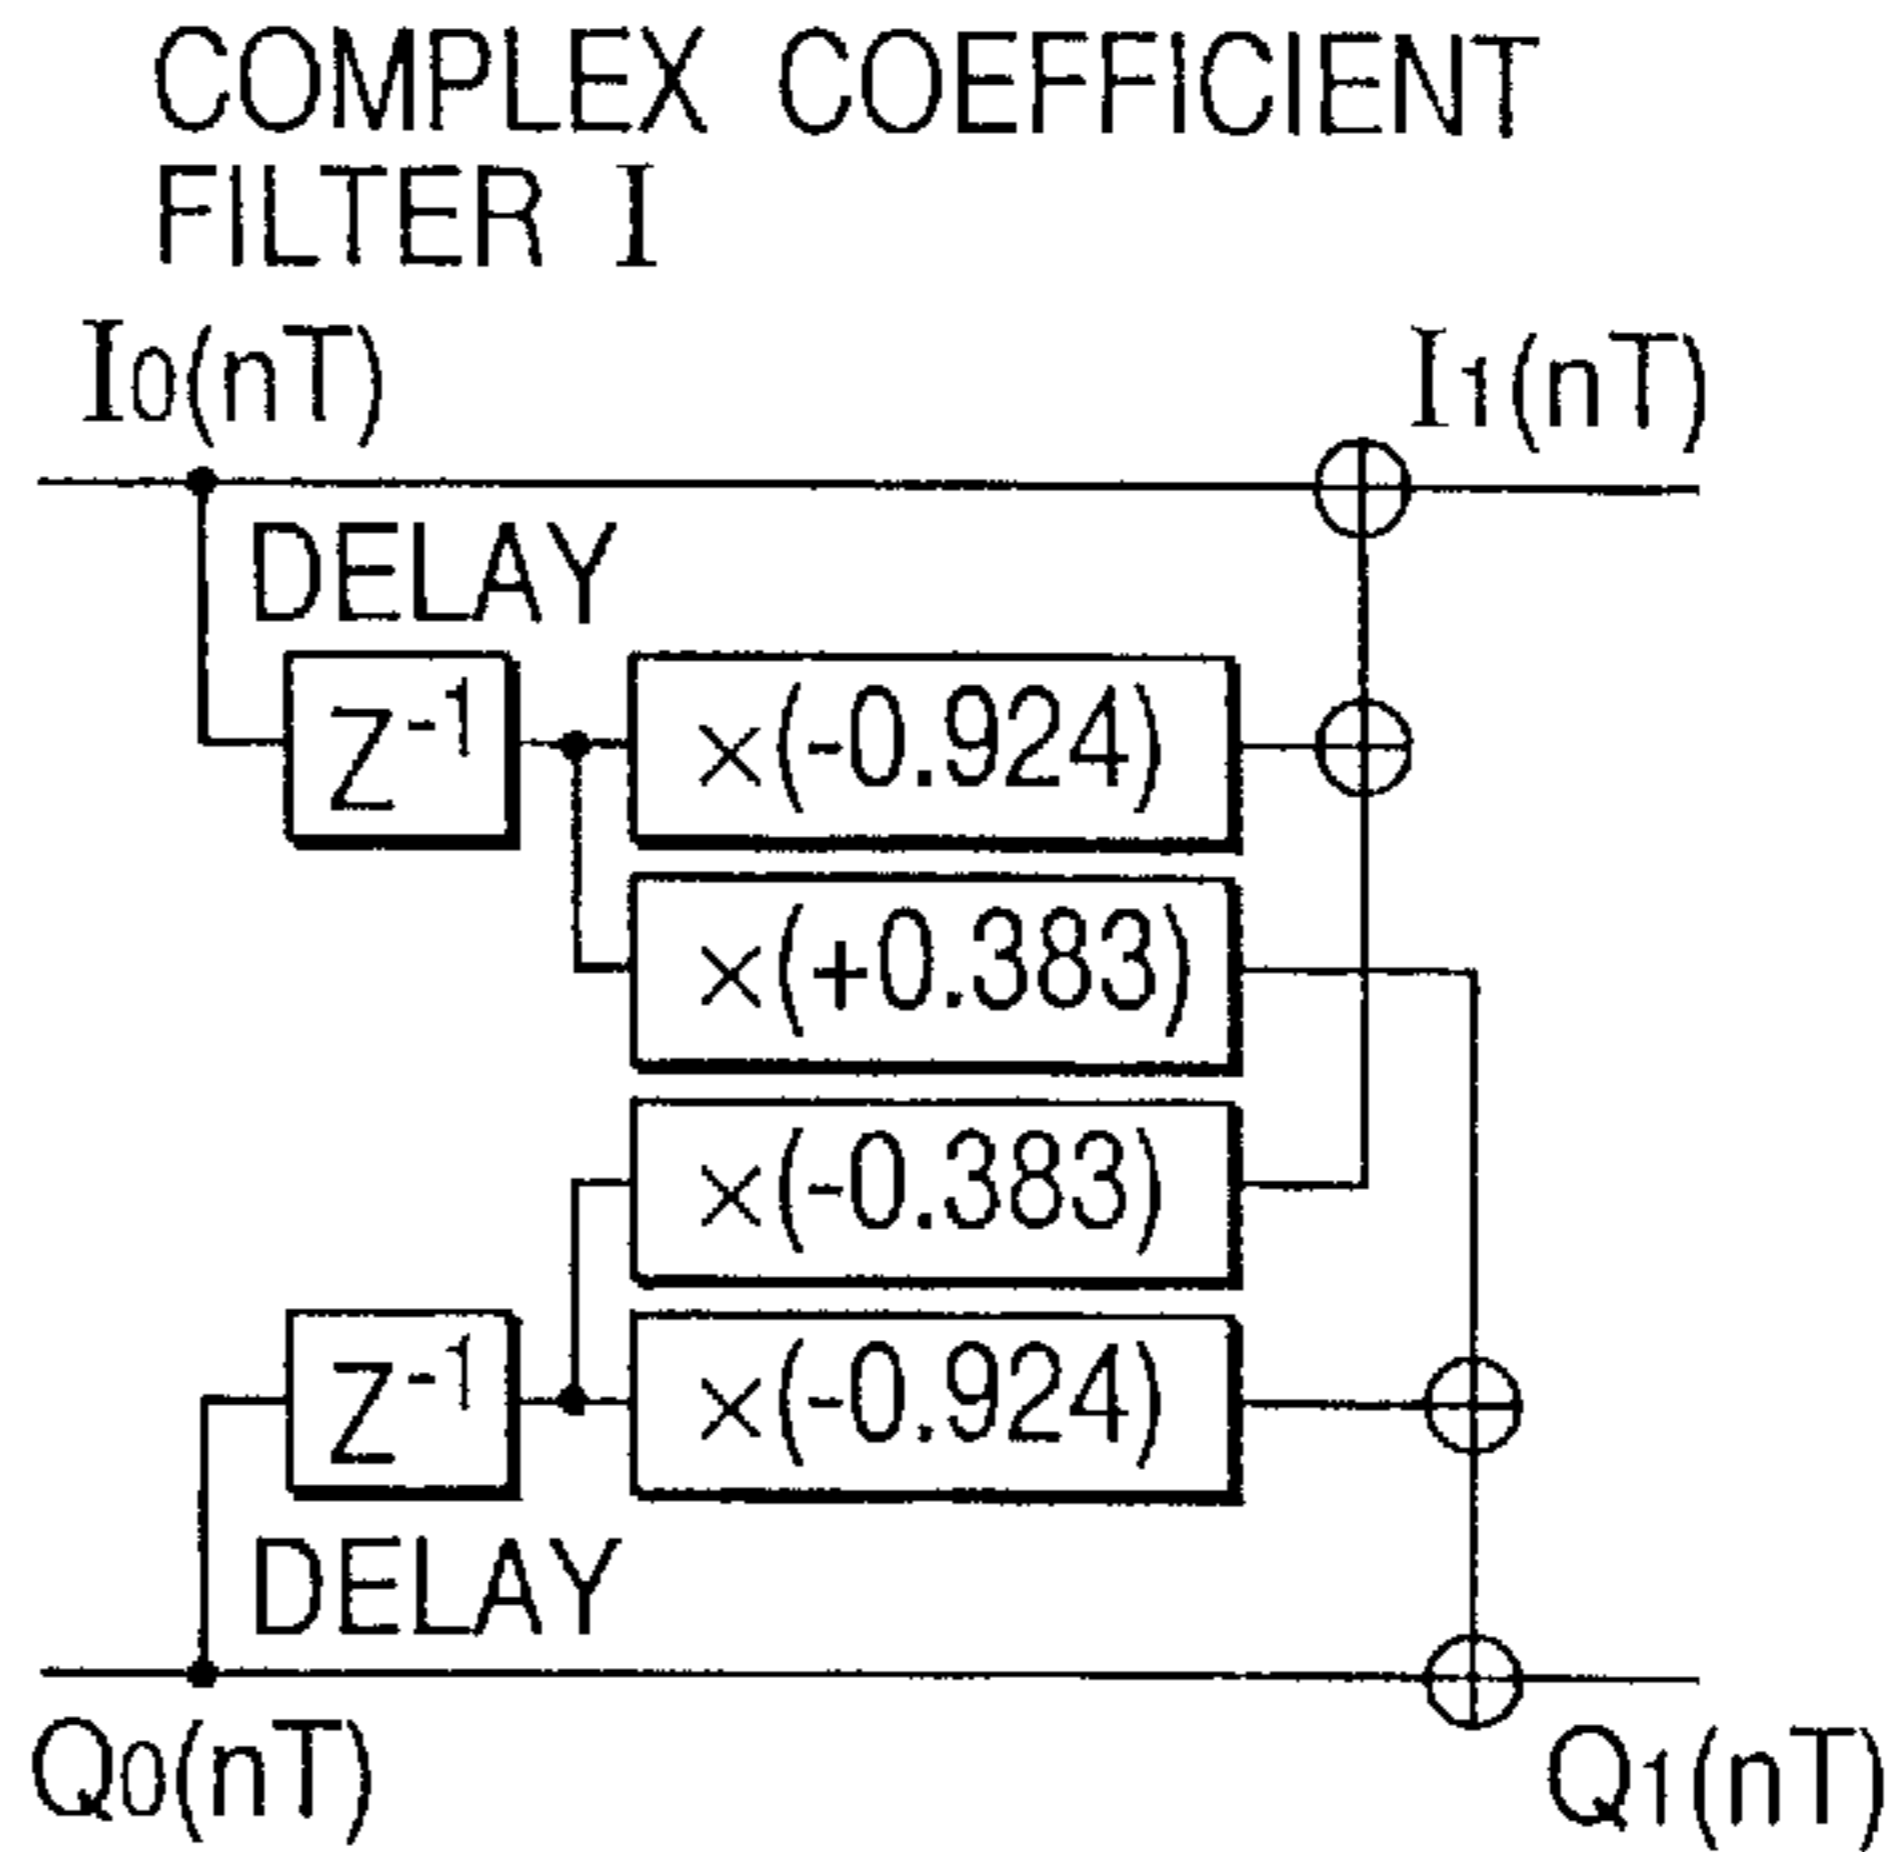 COMPLEX COEFFICIENT
FILTER I
I0(nT)
I1(nT)
DELAY
Z-1
×(-0.924)
×(+0.383)
×(-0.383)
Z-1
×(-0.924)
DELAY
Q0(nT)
Q1(nT)